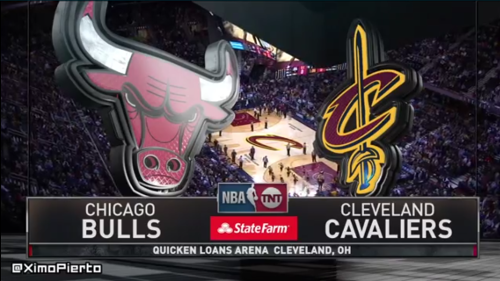 CHICAGO
BULLS
NBA TNT
State Farm
CLEVELAND
CAVALIERS
QUICKEN LOANS ARENA CLEVELAND, OH
@XimoPierto